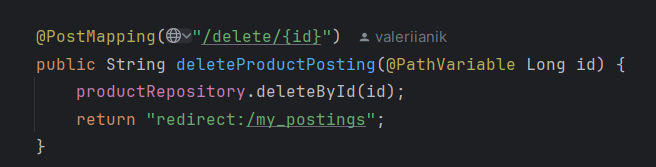 @PostMapping("/delete/{id}") valeriianik
public String deleteProductPosting(@PathVariable Long id) {
    productRepository.deleteById(id);
    return "redirect:/my_postings";
}